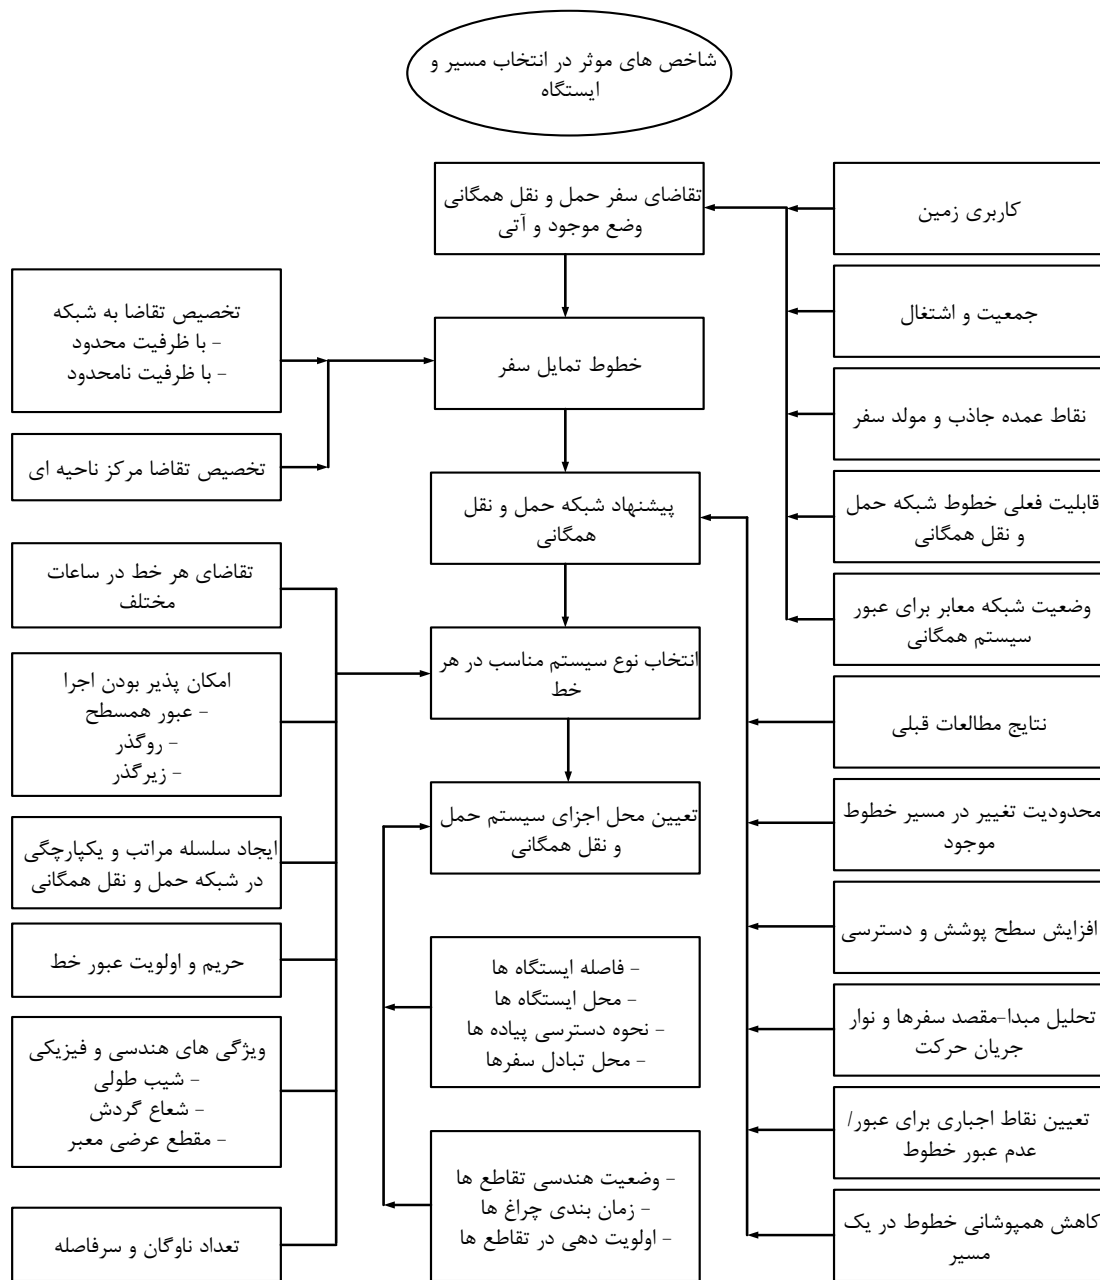 شاخص های موثر در انتخاب مسیر و
ایستگاه
تقاضای سفر حمل و نقل همگانی
وضع موجود و آتی
خطوط تمایل سفر
پیشنهاد شبکه حمل و نقل
همگانی
انتخاب نوع سیستم مناسب در هر
خط
تعیین محل اجزای سیستم حمل
و نقل همگانی
- فاصله ایستگاه ها
- محل ایستگاه ها
- نحوه دسترسی پیاده ها
- محل تبادل سفرها
- وضعیت هندسی تقاطع ها
- زمان بندی چراغ ها
- اولویت دهی در تقاطع ها
کاربری زمین
جمعیت و اشتغال
نقاط عمده جاذب و مولد سفر
قابلیت فعلی خطوط شبکه حمل
و نقل همگانی
وضعیت شبکه معابر برای عبور
سیستم همگانی
نتایج مطالعات قبلی
محدودیت تغییر در مسیر خطوط
موجود
افزایش سطح پوشش و دسترسی
تحلیل مبدا-مقصد سفرها و نوار
جریان حرکت
تعیین نقاط اجباری برای عبور/
عدم عبور خطوط
کاهش همپوشانی خطوط در یک
مسیر
تخصیص تقاضا به شبکه
- با ظرفیت محدود
- با ظرفیت نامحدود
تخصیص تقاضا مرکز ناحیه ای
تقاضای هر خط در ساعات
مختلف
امکان پذیر بودن اجرا
- عبور همسطح
- روگذر
- زیرگذر
ایجاد سلسله مراتب و یکپارچگی
در شبکه حمل و نقل همگانی
حریم و اولویت عبور خط
ویژگی های هندسی و فیزیکی
- شیب طولی
- شعاع گردش
- مقطع عرضی معبر
تعداد ناوگان و سرفاصله